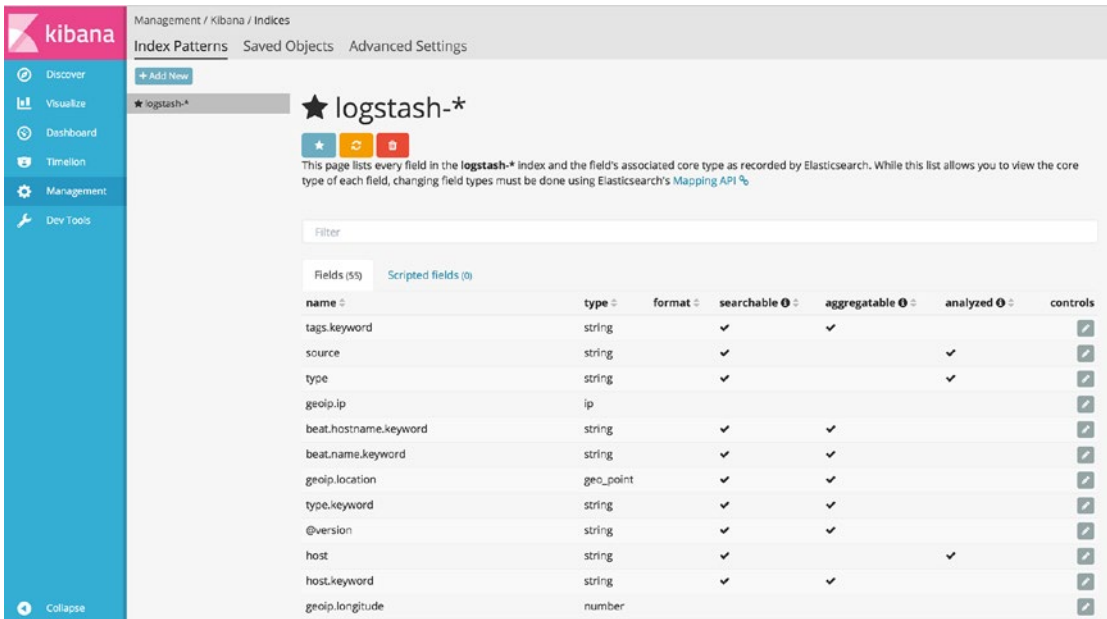 kibana
Discover
Visualize
Dashboard
Timelion
Management
Dev Tools
Collapse
Management / Kibana / Indices
Index Patterns Saved Objects Advanced Settings
+ Add New
★ logstash-*
★ logstash-*
This page lists every field in the logstash-* index and the field's associated core type as recorded by Elasticsearch. While this list allows you to view the core
type of each field, changing field types must be done using Elasticsearch's Mapping API
Filter
Fields (55) Scripted fields (0)
name type format searchable aggregatable analyzed controls
tags.keyword string ✔ ✔
source string ✔ ✔
type string ✔ ✔
geoip.ip ip
beat.hostname.keyword string ✔ ✔
beat.name.keyword string ✔ ✔
geoip.location geo_point ✔ ✔
type.keyword string ✔ ✔
@version string ✔ ✔
host string ✔ ✔
host.keyword string ✔ ✔
geoip.longitude number